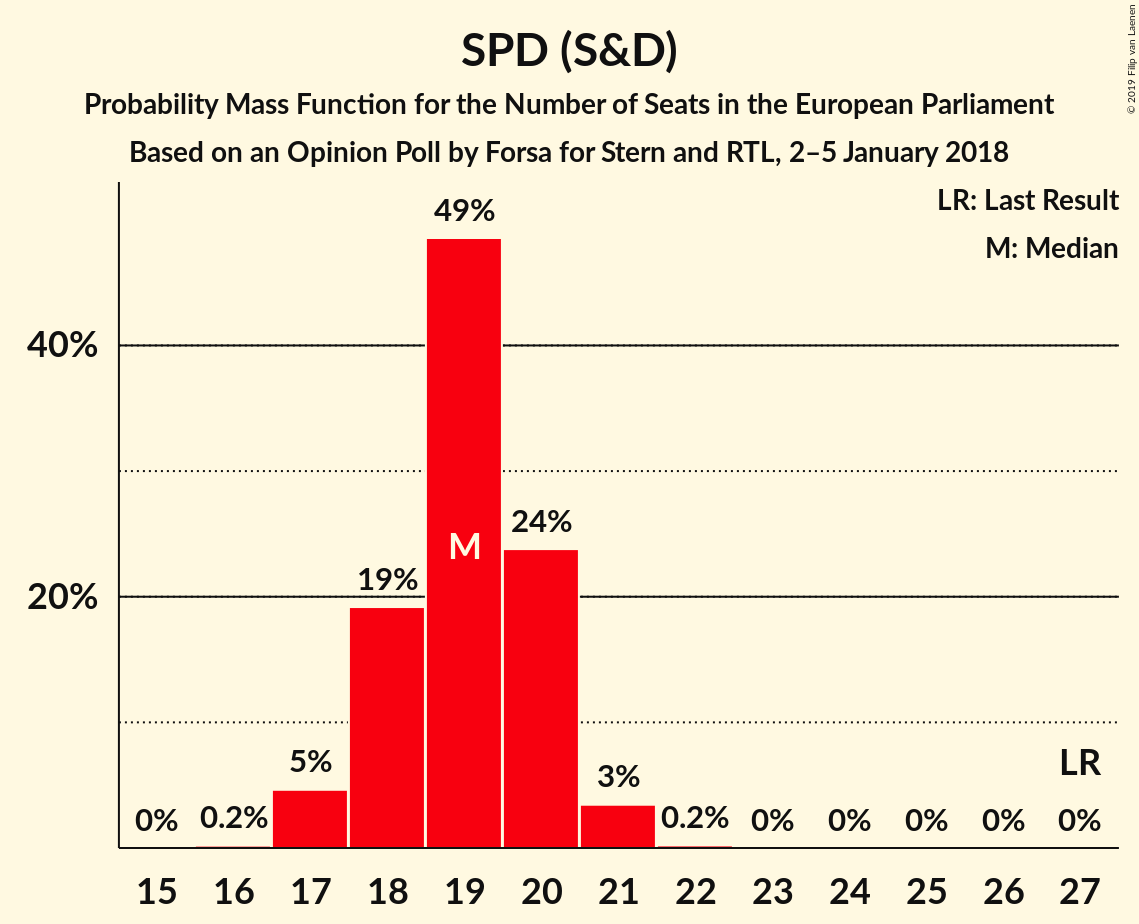 SPD (S&D)
Probability Mass Function for the Number of Seats in the European Parliament
Based on an Opinion Poll by Forsa for Stern and RTL, 2–5 January 2018
© 2019 Filip van Laenen
LR: Last Result
M: Median
49%
40%
24%
M
19%
20%
5%
3%
LR
0% 0.2% 0.2% 0% 0% 0% 0% 0%
15 16 17 18 19 20 21 22 23 24 25 26 27